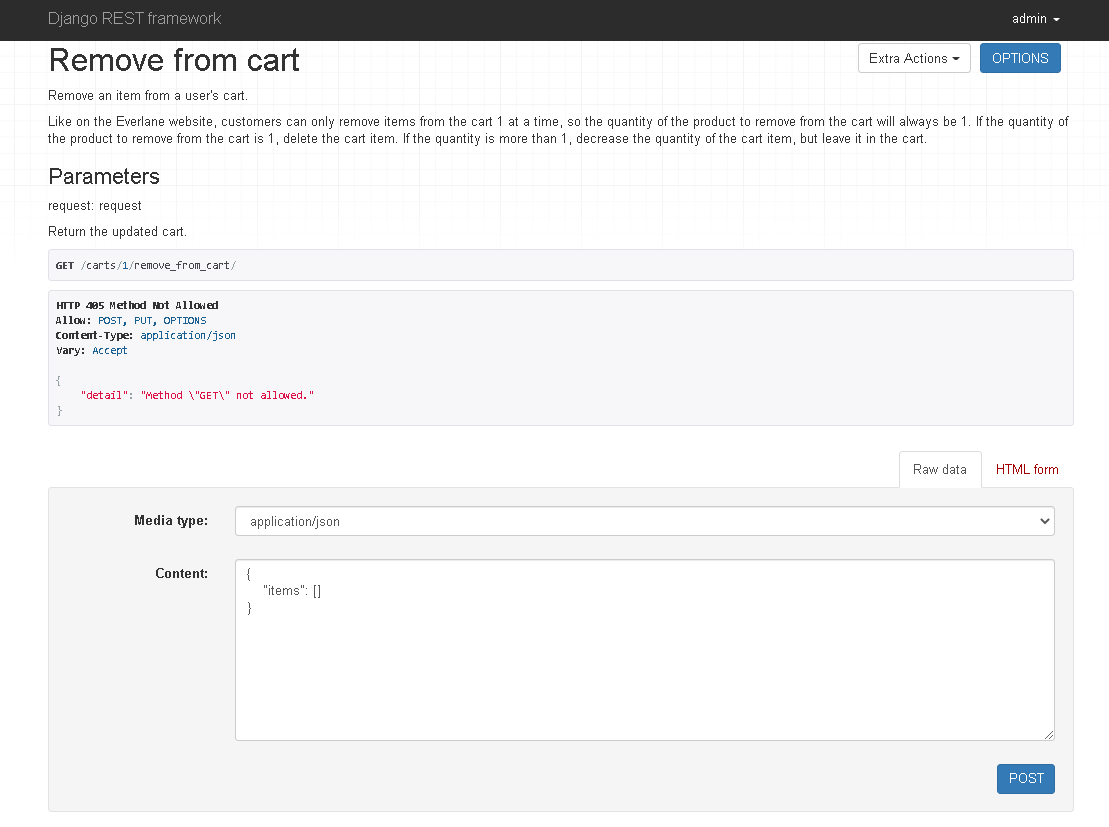 Django REST framework
admin
Remove from cart
Extra Actions
OPTIONS
Remove an item from a user's cart.
Like on the Everlane website, customers can only remove items from the cart 1 at a time, so the quantity of the product to remove from the cart will always be 1. If the quantity of
the product to remove from the cart is 1, delete the cart item. If the quantity is more than 1, decrease the quantity of the cart item, but leave it in the cart.
Parameters
request: request
Return the updated cart.
GET /carts/1/remove_from_cart/
HTTP 405 Method Not Allowed
Allow: POST, PUT, OPTIONS
Content-Type: application/json
Vary: Accept
{
"detail": "Method \"GET\" not allowed."
}
Raw data
HTML form
Media type:
application/json
Content:
{
"items": []
}
POST